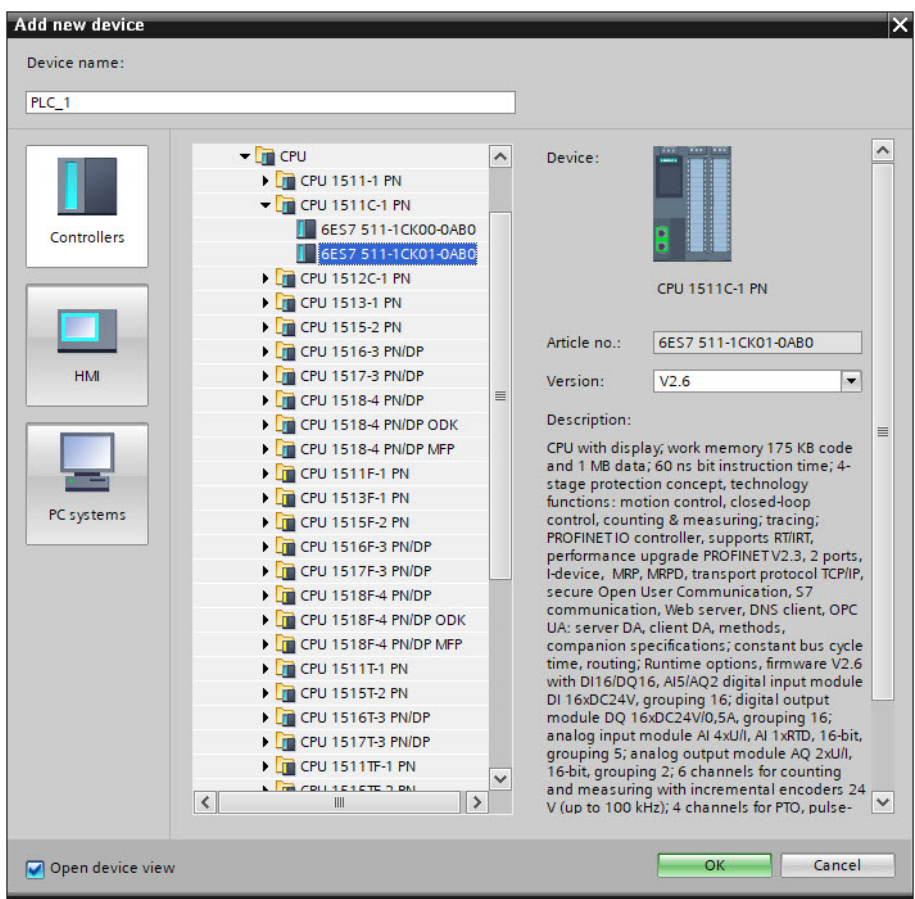 Add new device
Device name:
PLC_1
Controllers
HMI
PC systems
CPU
CPU 1511-1 PN
CPU 1511C-1 PN
6ES7 511-1CK00-0AB0
6ES7 511-1CK01-0AB0
CPU 1512C-1 PN
CPU 1513-1 PN
CPU 1515-2 PN
CPU 1516-3 PN/DP
CPU 1517-3 PN/DP
CPU 1518-4 PN/DP
CPU 1518-4 PN/DP ODK
CPU 1518-4 PN/DP MFP
CPU 1511F-1 PN
CPU 1513F-1 PN
CPU 1515F-2 PN
CPU 1516F-3 PN/DP
CPU 1517F-3 PN/DP
CPU 1518F-4 PN/DP
CPU 1518F-4 PN/DP ODK
CPU 1518F-4 PN/DP MFP
CPU 1511T-1 PN
CPU 1515T-2 PN
CPU 1516T-3 PN/DP
CPU 1517T-3 PN/DP
CPU 1511TF-1 PN
CPU 1515TF-2 PN
Device:
CPU 1511C-1 PN
Article no.: 6ES7 511-1CK01-0AB0
Version: V2.6
Description:
CPU with display; work memory 175 KB code
and 1 MB data; 60 ns bit instruction time; 4-
stage protection concept, technology
functions: motion control, closed-loop
control, counting & measuring; tracing;
PROFINET IO controller, supports RT/IRT,
performance upgrade PROFINET V2.3, 2 ports,
I-device, MRP, MRPD, transport protocol TCP/IP,
secure Open User Communication, S7
communication, Web server, DNS client, OPC
UA: server DA, client DA, methods,
companion specifications; constant bus cycle
time, routing; Runtime options, firmware V2.6
with DI16/DQ16, AI5/AQ2 digital input module
DI 16xDC24V, grouping 16; digital output
module DQ 16xDC24V/0,5A, grouping 16;
analog input module AI 4xU/I, AI 1xRTD, 16-bit,
grouping 5; analog output module AQ 2xU/I,
16-bit, grouping 2; 6 channels for counting
and measuring with incremental encoders 24
V (up to 100 kHz); 4 channels for PTO, pulse-
Open device view
OK
Cancel